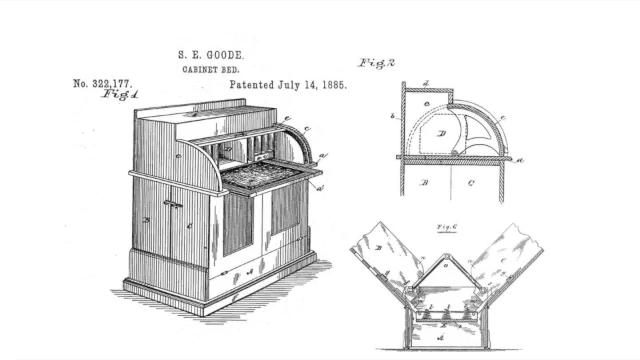 S. E. GOODE.
CABINET BED.
No. 322,177.
Patented July 14, 1885.
Fig. 1
Fig. 2
Fig. 6
e
c
a
B
C
A
d
b
D
c
a
B
C
B
A